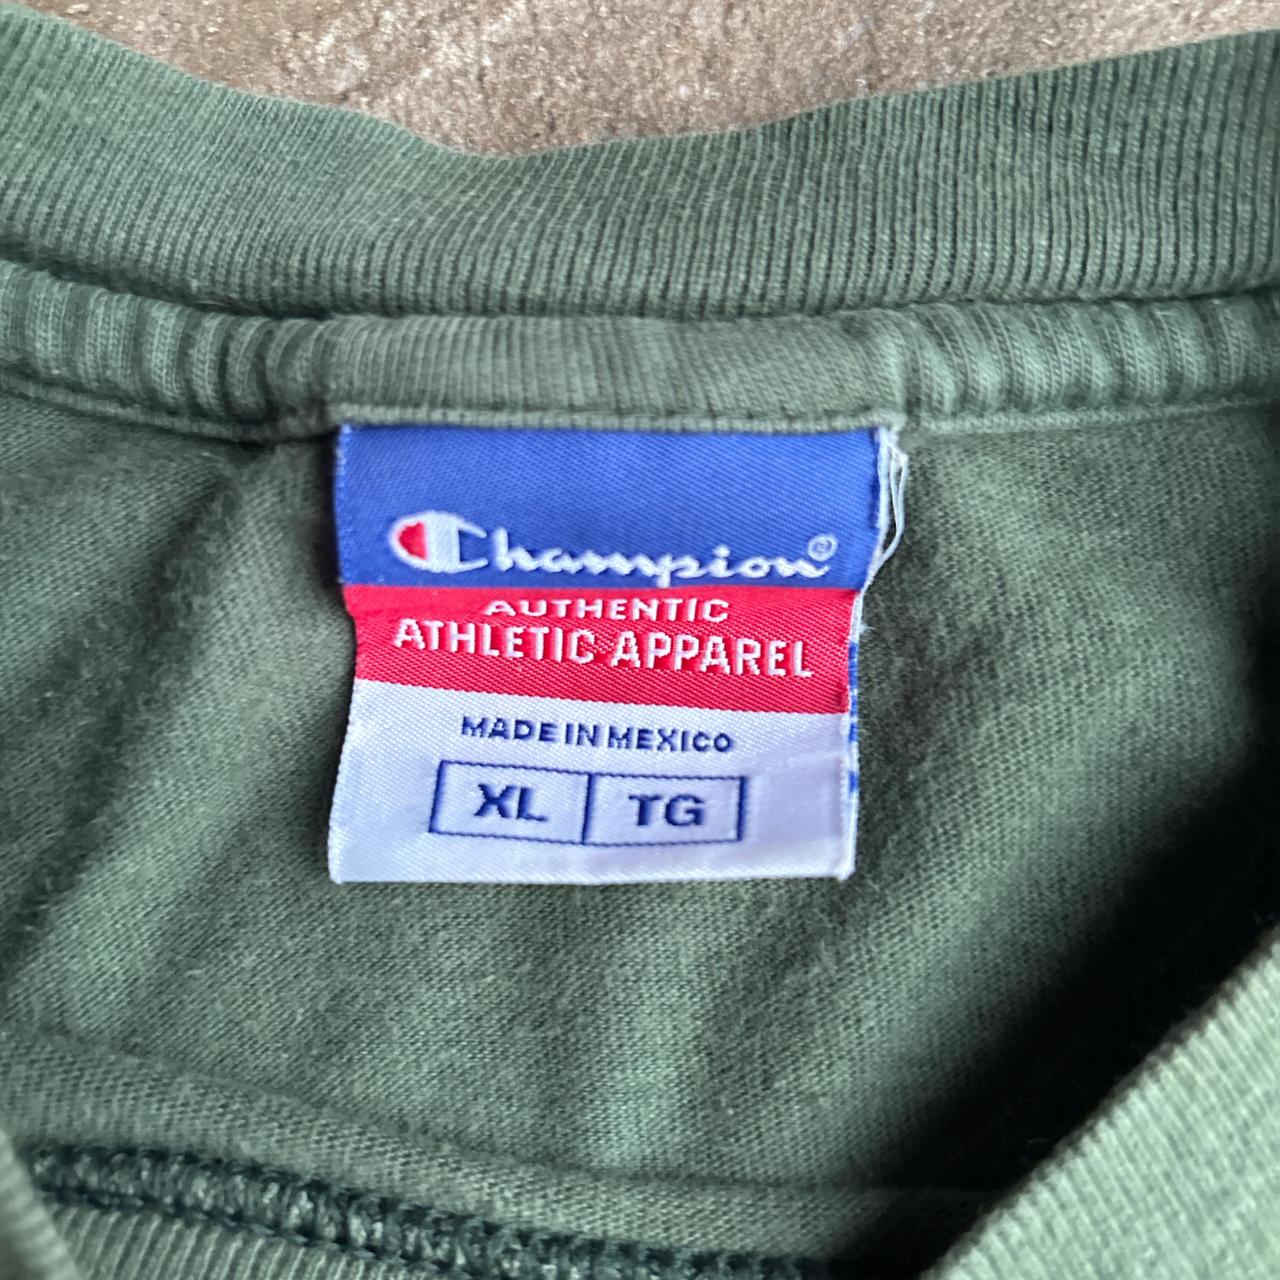 Champion®
AUTHENTIC
ATHLETIC APPAREL
MADE IN MEXICO
XL TG